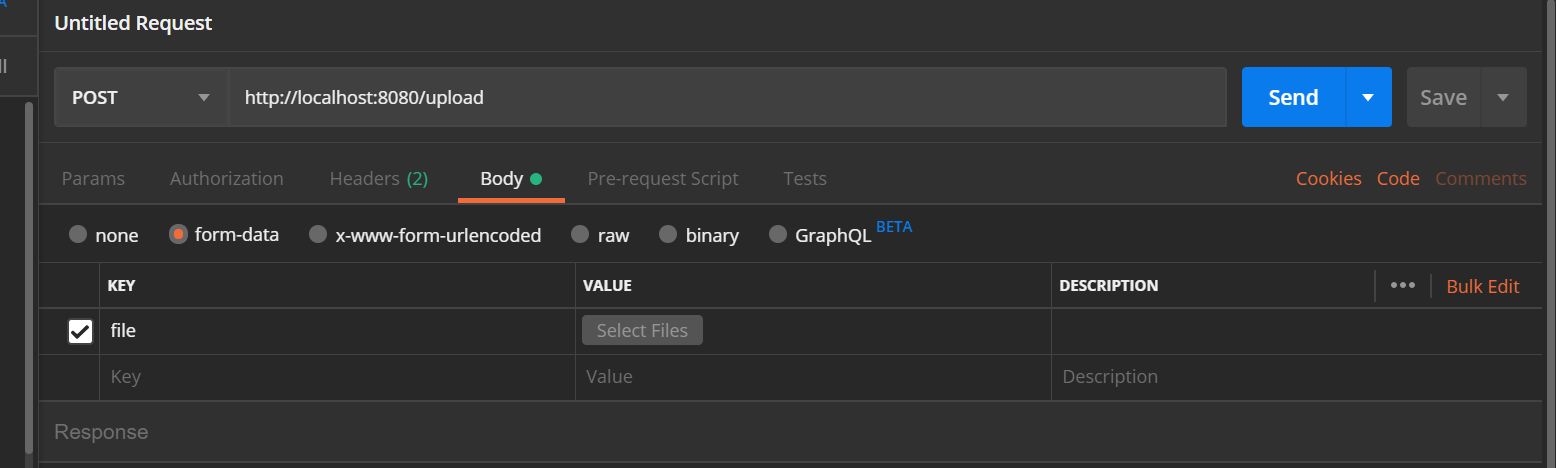 Untitled Request
POST http://localhost:8080/upload Send Save
Params Authorization Headers (2) Body Pre-request Script Tests Cookies Code Comments
none form-data x-www-form-urlencoded raw binary GraphQL BETA
KEY VALUE DESCRIPTION ••• Bulk Edit
file Select Files
Key Value Description
Response